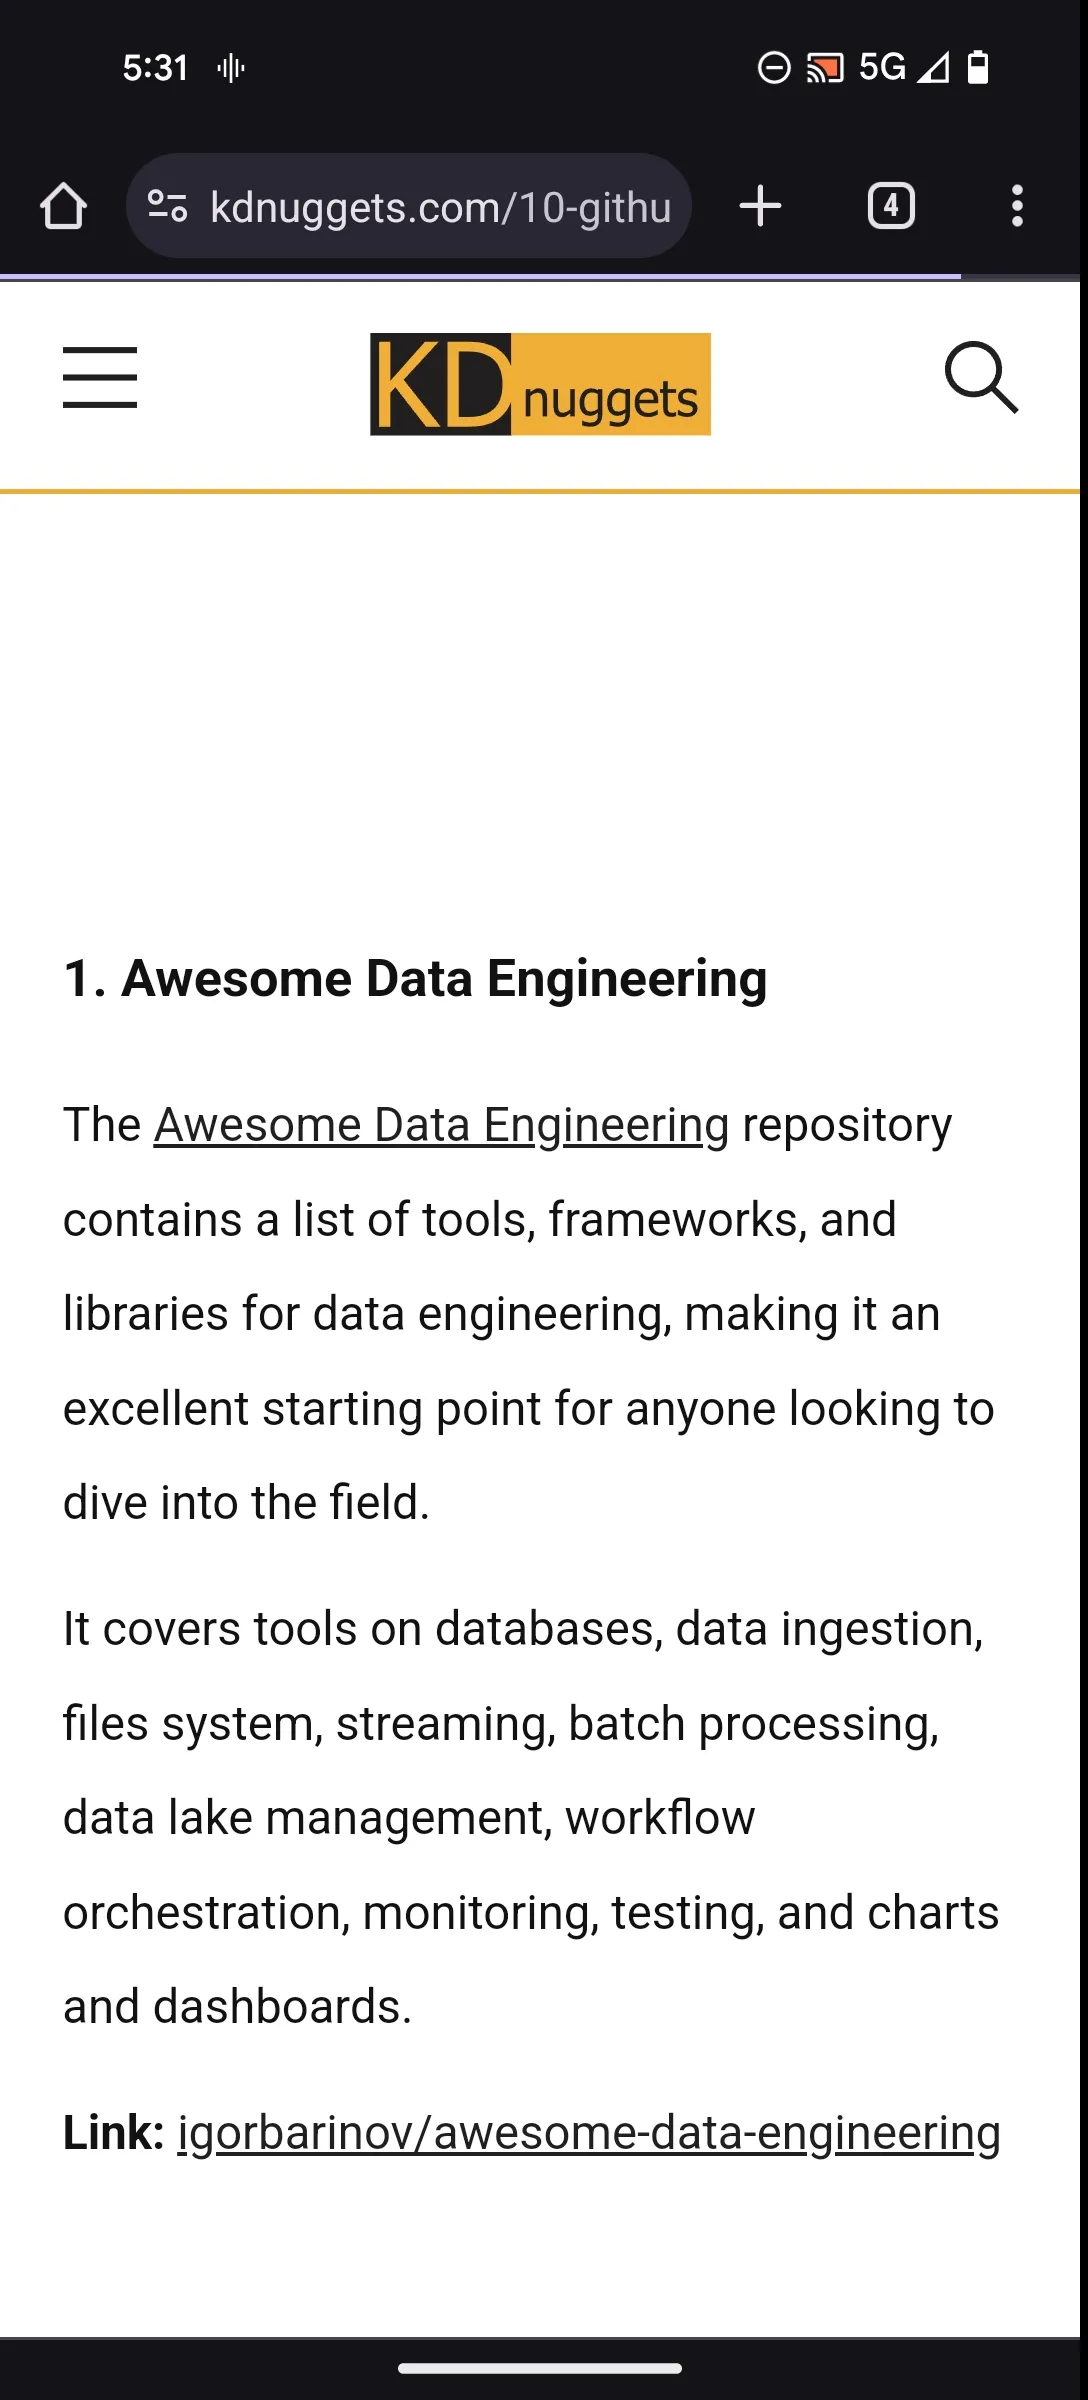 5:31
5G
kdnuggets.com/10-githu
4
KDnuggets
1. Awesome Data Engineering
The Awesome Data Engineering repository
contains a list of tools, frameworks, and
libraries for data engineering, making it an
excellent starting point for anyone looking to
dive into the field.
It covers tools on databases, data ingestion,
files system, streaming, batch processing,
data lake management, workflow
orchestration, monitoring, testing, and charts
and dashboards.
Link: igorbarinov/awesome-data-engineering